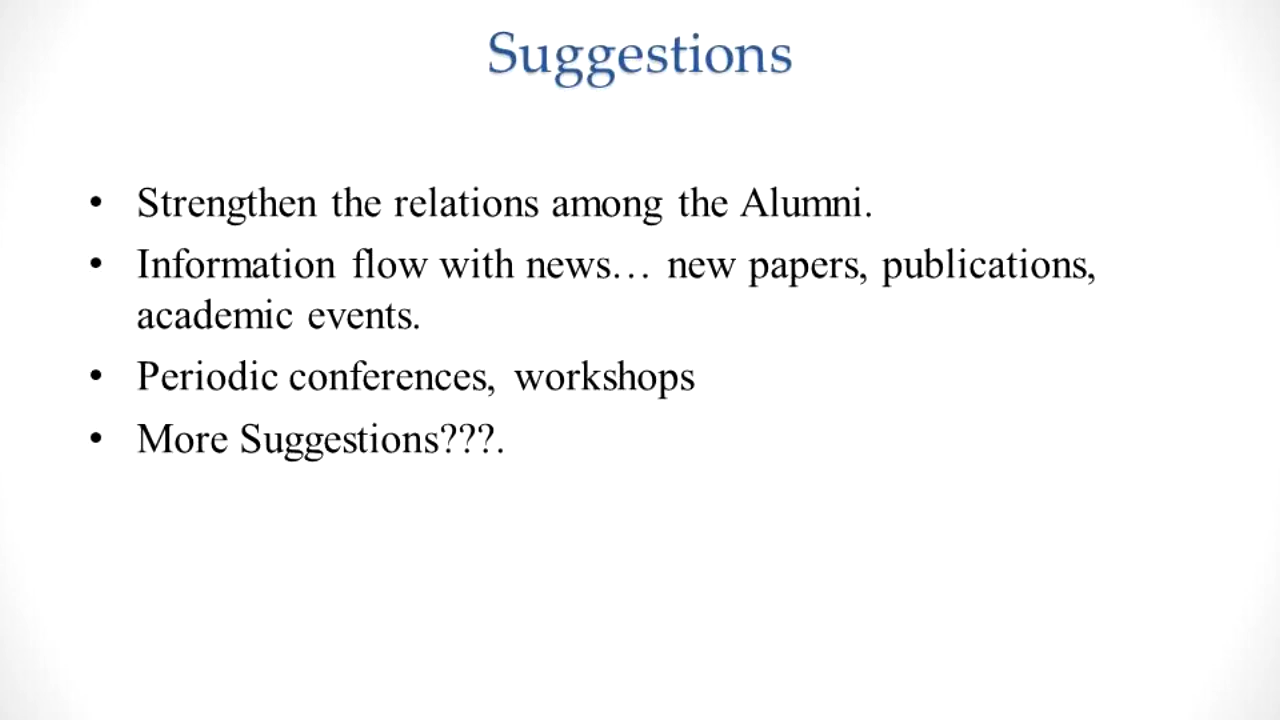 Suggestions
• Strengthen the relations among the Alumni.
• Information flow with news… new papers, publications,
academic events.
• Periodic conferences, workshops
• More Suggestions???.